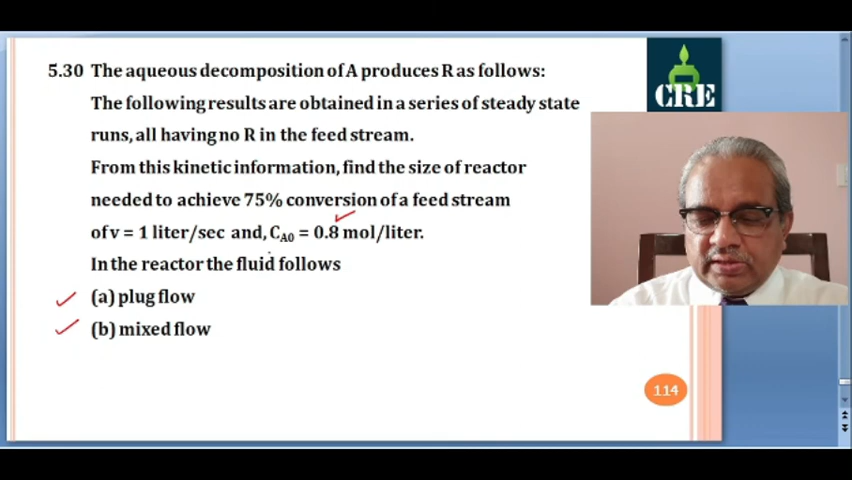 5.30 The aqueous decomposition of A produces R as follows:
The following results are obtained in a series of steady state
runs, all having no R in the feed stream.
From this kinetic information, find the size of reactor
needed to achieve 75% conversion of a feed stream
of v = 1 liter/sec and, CA0 = 0.8 mol/liter.
In the reactor the fluid follows
(a) plug flow
(b) mixed flow
CRE
114